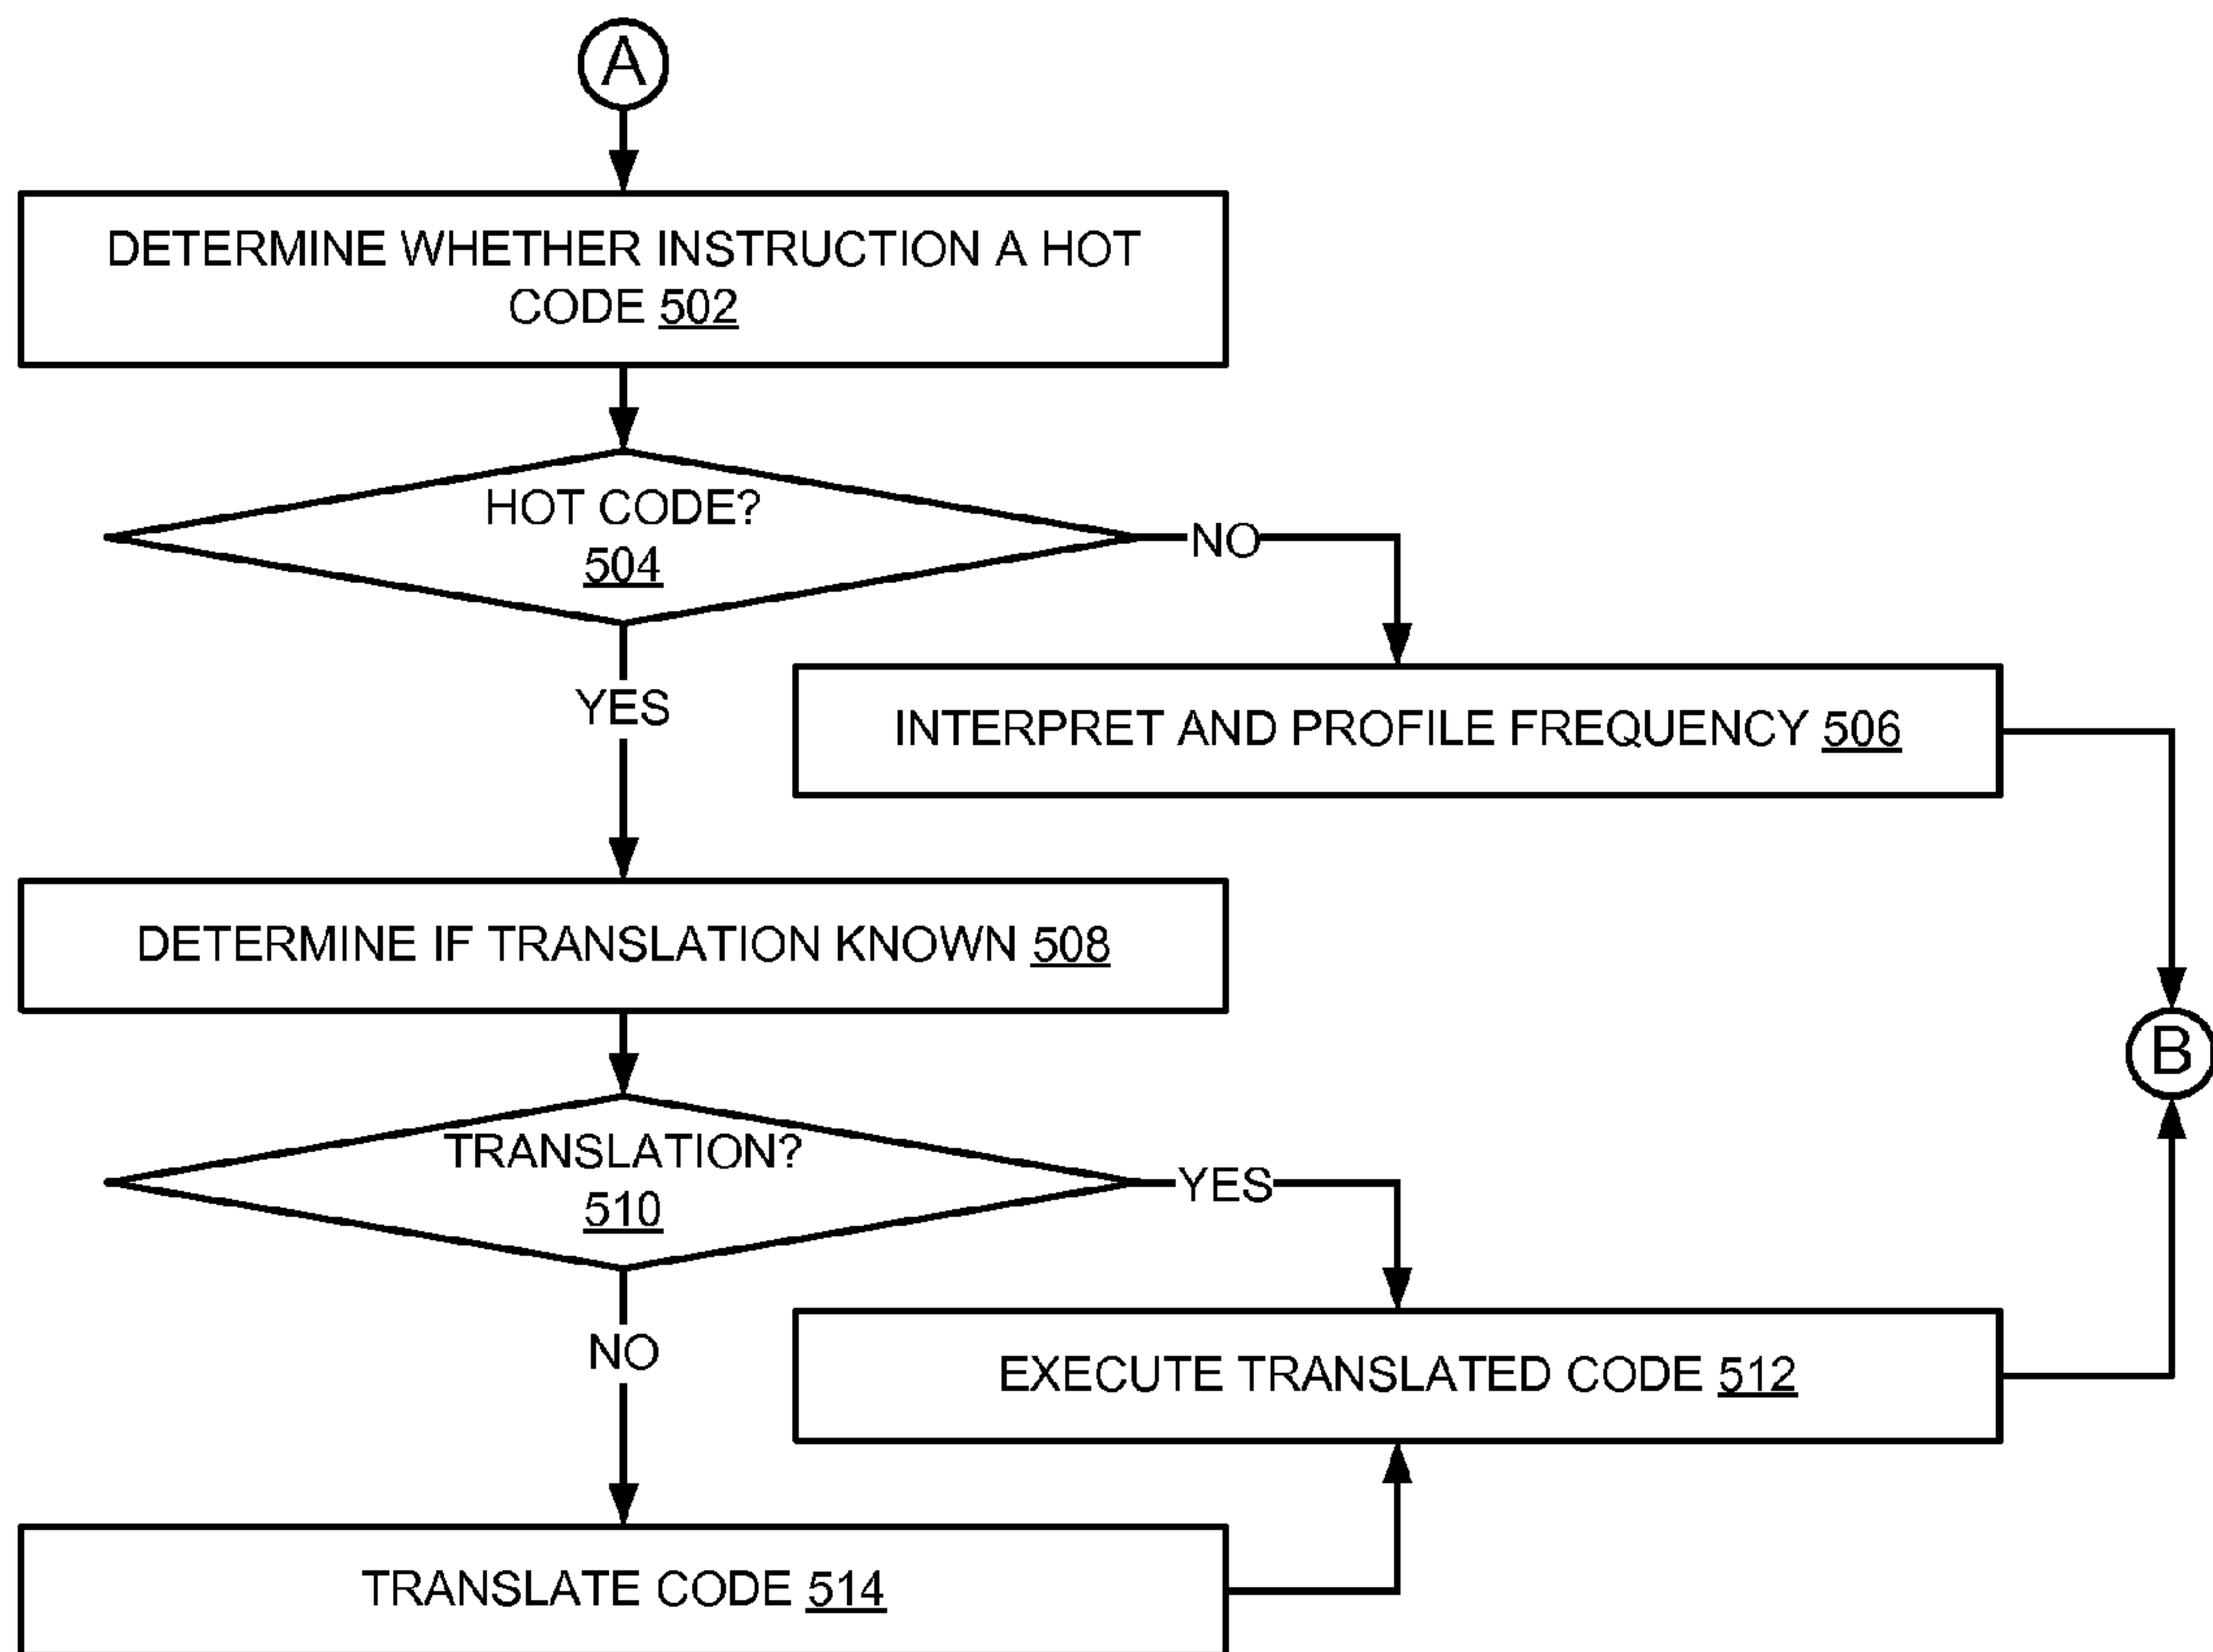 A
DETERMINE WHETHER INSTRUCTION A HOT
CODE 502
HOT CODE?
504
NO
YES
INTERPRET AND PROFILE FREQUENCY 506
DETERMINE IF TRANSLATION KNOWN 508
B
TRANSLATION?
510
YES
NO
EXECUTE TRANSLATED CODE 512
TRANSLATE CODE 514